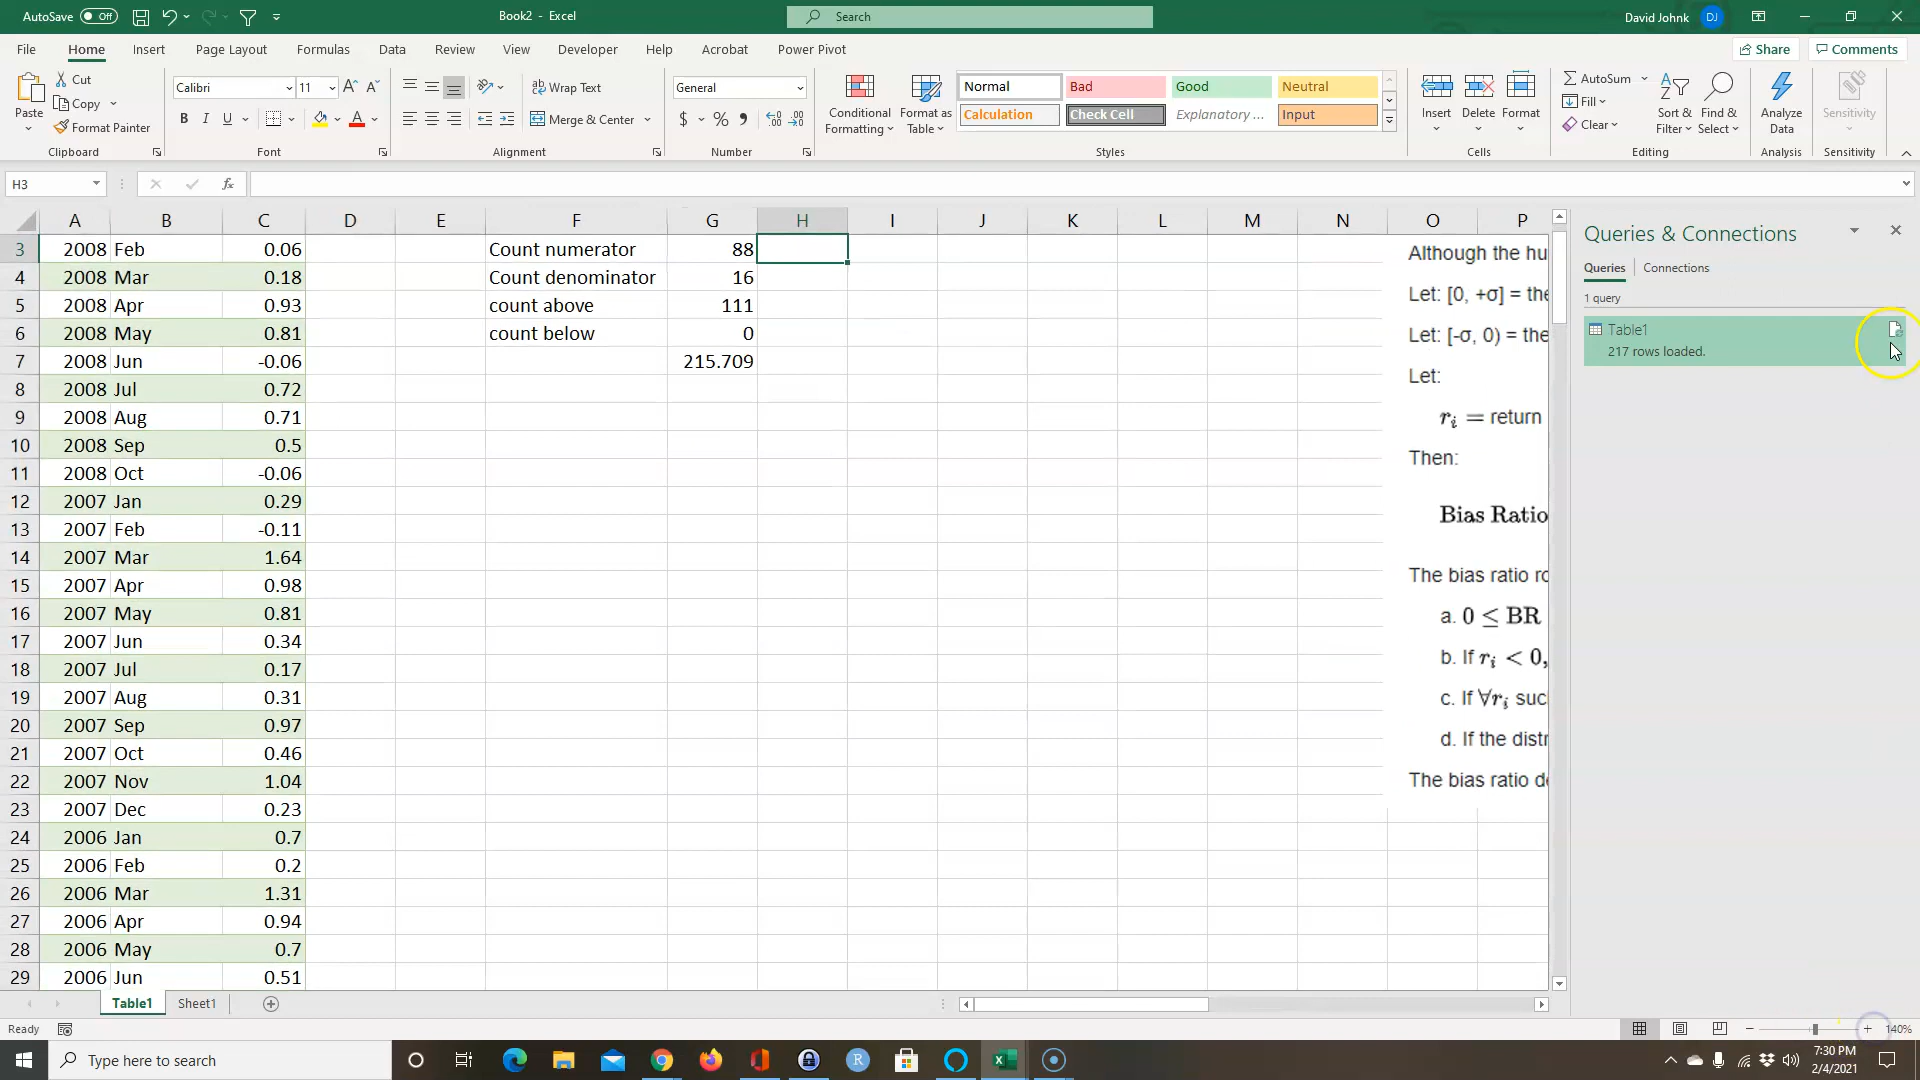 AutoSave Off Book2 - Excel Search David Johnk DJ
File Home Insert Page Layout Formulas Data Review View Developer Help Acrobat Power Pivot Share Comments
Paste Cut Copy Format Painter Clipboard
Calibri 11 A A B I U A Font
Wrap Text Merge & Center Alignment
General $ % Number
Conditional Formatting Format as Table Normal Bad Good Neutral
Calculation Check Cell Explanatory ... Input Styles
Insert Delete Format Cells
AutoSum Fill Clear Sort & Filter Find & Select Editing
Analyze Data Analysis Sensitivity Sensitivity
H3 fx
A B C D E F G H I J K L M N O P
3 2008 Feb 0.06 Count numerator 88
4 2008 Mar 0.18 Count denominator 16
5 2008 Apr 0.93 count above 111
6 2008 May 0.81 count below 0
7 2008 Jun -0.06 215.709
8 2008 Jul 0.72
9 2008 Aug 0.71
10 2008 Sep 0.5
11 2008 Oct -0.06
12 2007 Jan 0.29
13 2007 Feb -0.11
14 2007 Mar 1.64
15 2007 Apr 0.98
16 2007 May 0.81
17 2007 Jun 0.34
18 2007 Jul 0.17
19 2007 Aug 0.31
20 2007 Sep 0.97
21 2007 Oct 0.46
22 2007 Nov 1.04
23 2007 Dec 0.23
24 2006 Jan 0.7
25 2006 Feb 0.2
26 2006 Mar 1.31
27 2006 Apr 0.94
28 2006 May 0.7
29 2006 Jun 0.51
Although the hu
Let: [0, +σ] = the
Let: [-σ, 0) = the
Let:
rᵢ = return
Then:
Bias Ratio
The bias ratio ro
a. 0 ≤ BR
b. If rᵢ < 0,
c. If ∀rᵢ suc
d. If the distr
The bias ratio de
Queries & Connections
Queries Connections
1 query
Table1
217 rows loaded.
Table1 Sheet1
Ready 140%
Type here to search 7:30 PM
2/4/2021